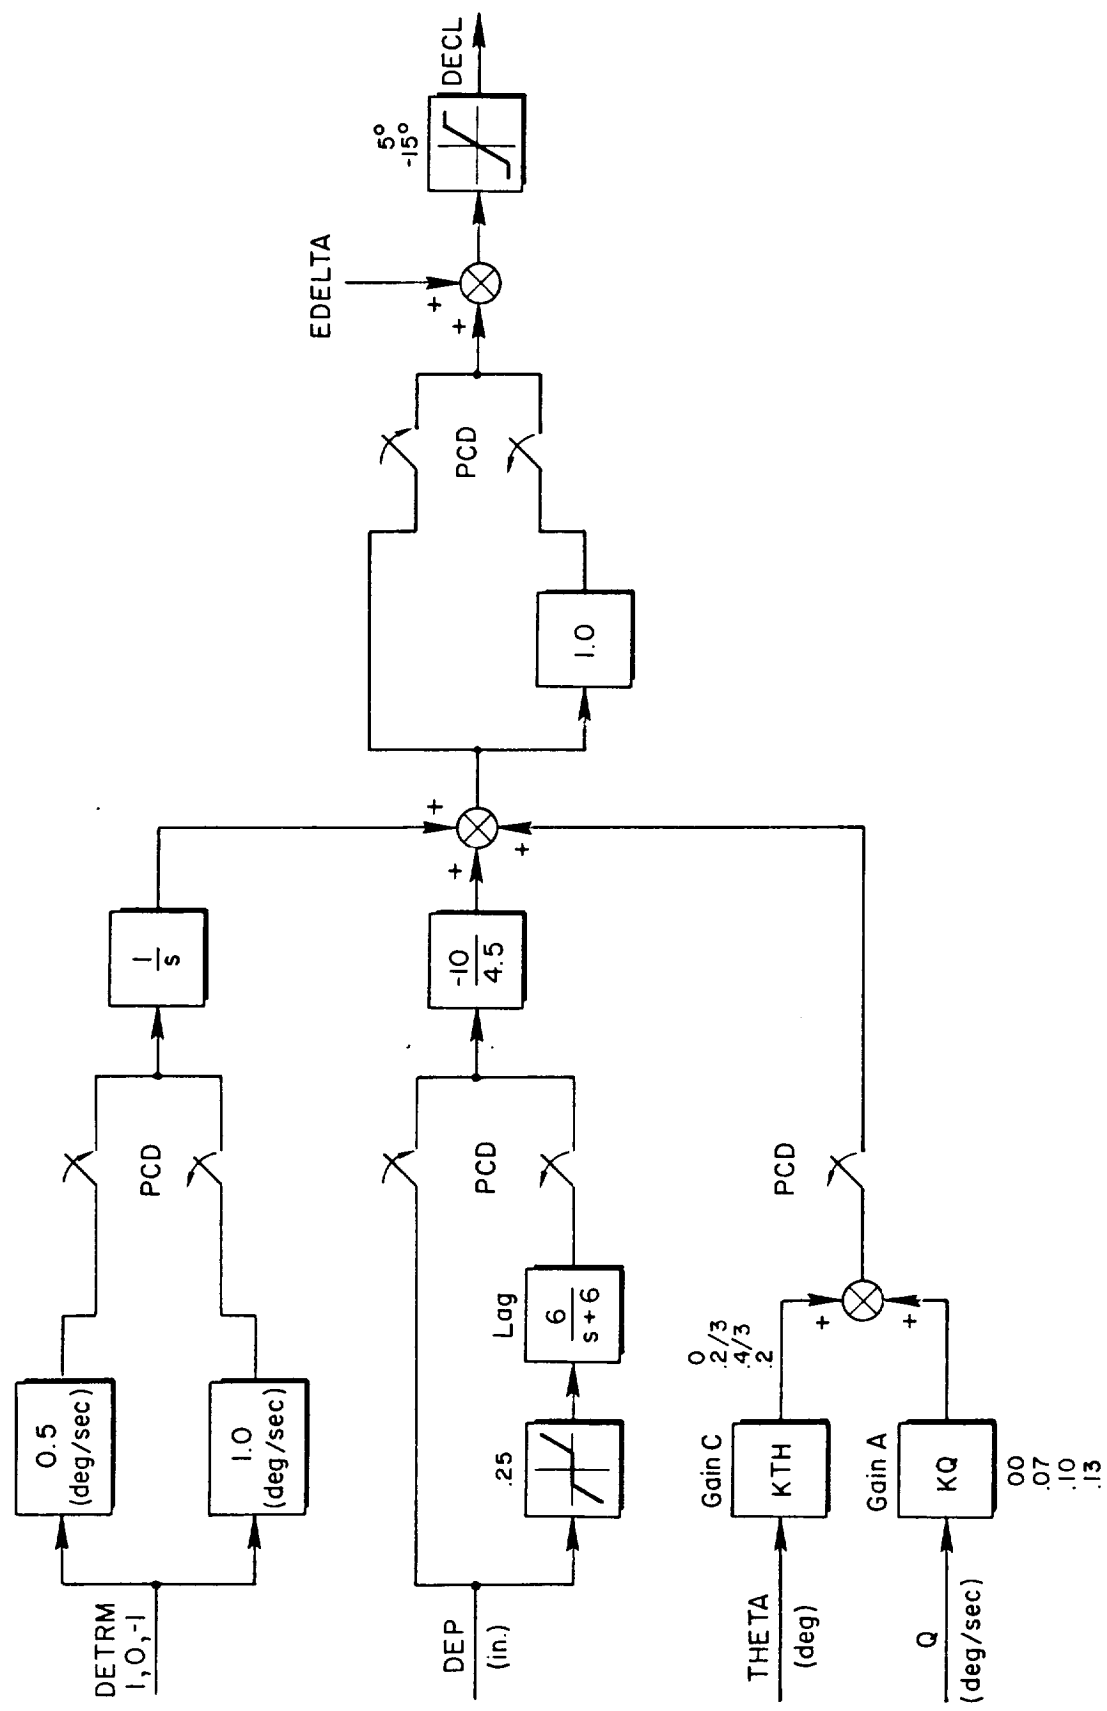 DETRM
1,0,-1
0.5
(deg/sec)
1.0
(deg/sec)
PCD
1
s
DEP
(in.)
.25
Lag
6
s+6
PCD
-10
4.5
THETA
(deg)
Gain C
KTH
0
.2/3
.4/3
.2
Q
(deg/sec)
Gain A
KQ
.00
.07
.10
.13
+
+
PCD
+
+
+
1.0
PCD
EDELTA
+
+
5°
-15°
DECL